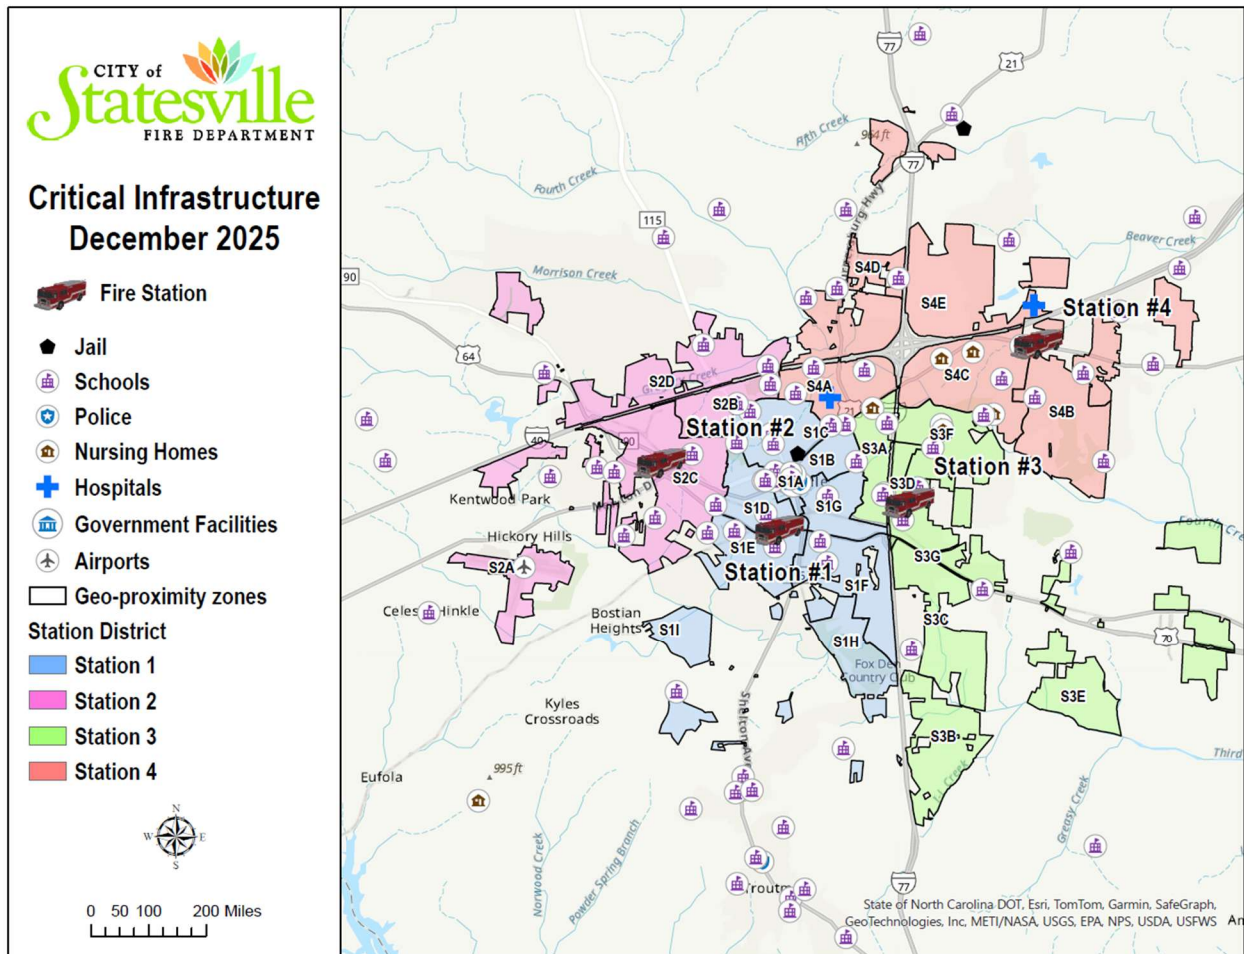 CITY of
Statesville
FIRE DEPARTMENT
Critical Infrastructure
December 2025
Fire Station
Jail
Schools
Police
Nursing Homes
Hospitals
Government Facilities
Airports
Geo-proximity zones
Station District
Station 1
Station 2
Station 3
Station 4
N
W E
S
0 50 100 200 Miles
77
21
Fifth Creek
964 ft
77
Fourth Creek
115
Beaver Creek
90
Morrison Creek
S4D
S4E
Station #4
64
S2D
S4A
S4C
S2B
21
S4B
Station #2
S1C
S3F
40
90
S3A
S1B
Station #3
S2C
S1A
S3D
Kentwood Park
S1D
S1G
Fourth Cre
Hickory Hills
S1E
S3G
S2A
Station #1
S1F
Bostian
Heights
S3C
S1I
S1H
70
Fox Den
Country Club
S3E
Kyles
Crossroads
S3B
Third
Eufola
995 ft
Greasy Creek
Norwood Creek
Powder Spring Branch
77
State of North Carolina DOT, Esri, TomTom, Garmin, SafeGraph,
GeoTechnologies, Inc, METI/NASA, USGS, EPA, NPS, USDA, USFWS